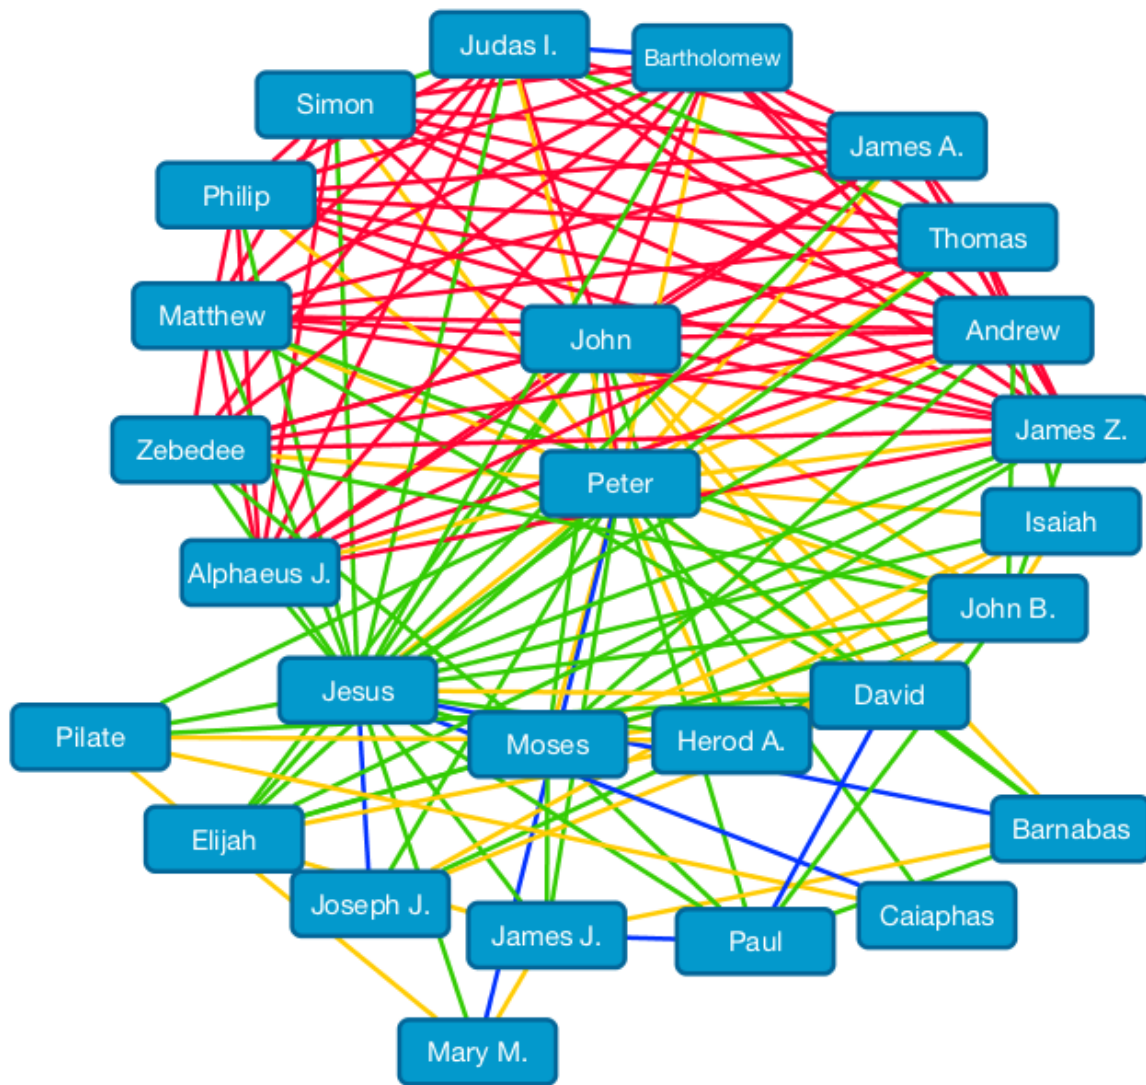 Judas I.
Bartholomew
Simon
James A.
Philip
Thomas
Matthew
John
Andrew
Zebedee
James Z.
Peter
Isaiah
Alphaeus J.
John B.
Jesus
David
Pilate
Moses
Herod A.
Elijah
Barnabas
Joseph J.
James J.
Paul
Caiaphas
Mary M.